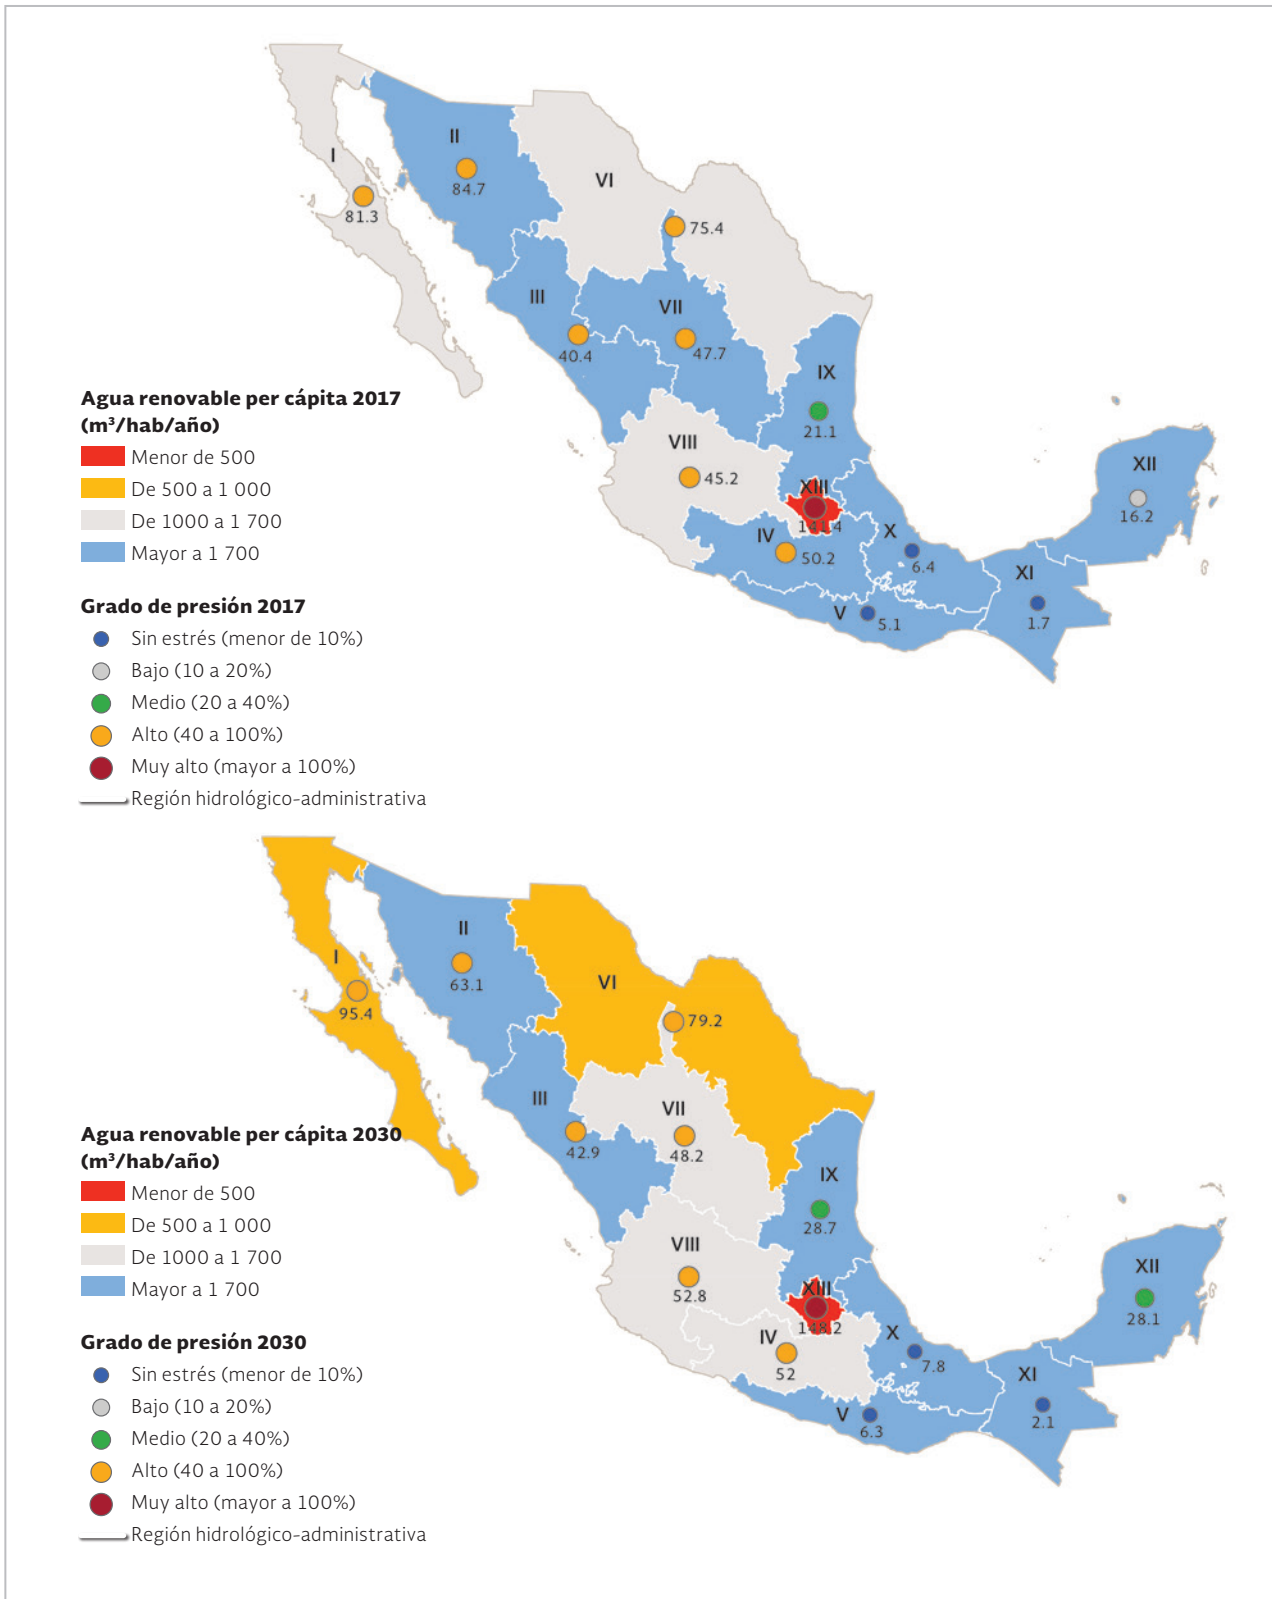 II
I
VI
84.7
81.3
75.4
III
VII
40.4
47.7
IX
21.1
Agua renovable per cápita 2017
(m³/hab/año)
Menor de 500
De 500 a 1 000
De 1000 a 1 700
Mayor a 1 700
VIII
45.2
XII
16.2
XIII
IV
50.2
X
6.4
XI
1.7
V
5.1
Grado de presión 2017
Sin estrés (menor de 10%)
Bajo (10 a 20%)
Medio (20 a 40%)
Alto (40 a 100%)
Muy alto (mayor a 100%)
Región hidrológico-administrativa
II
I
VI
63.1
95.4
79.2
III
VII
42.9
48.2
IX
28.7
Agua renovable per cápita 2030
(m³/hab/año)
Menor de 500
De 500 a 1 000
De 1000 a 1 700
Mayor a 1 700
VIII
52.8
XII
28.1
XIII
148.2
IV
52
X
7.8
XI
2.1
V
6.3
Grado de presión 2030
Sin estrés (menor de 10%)
Bajo (10 a 20%)
Medio (20 a 40%)
Alto (40 a 100%)
Muy alto (mayor a 100%)
Región hidrológico-administrativa